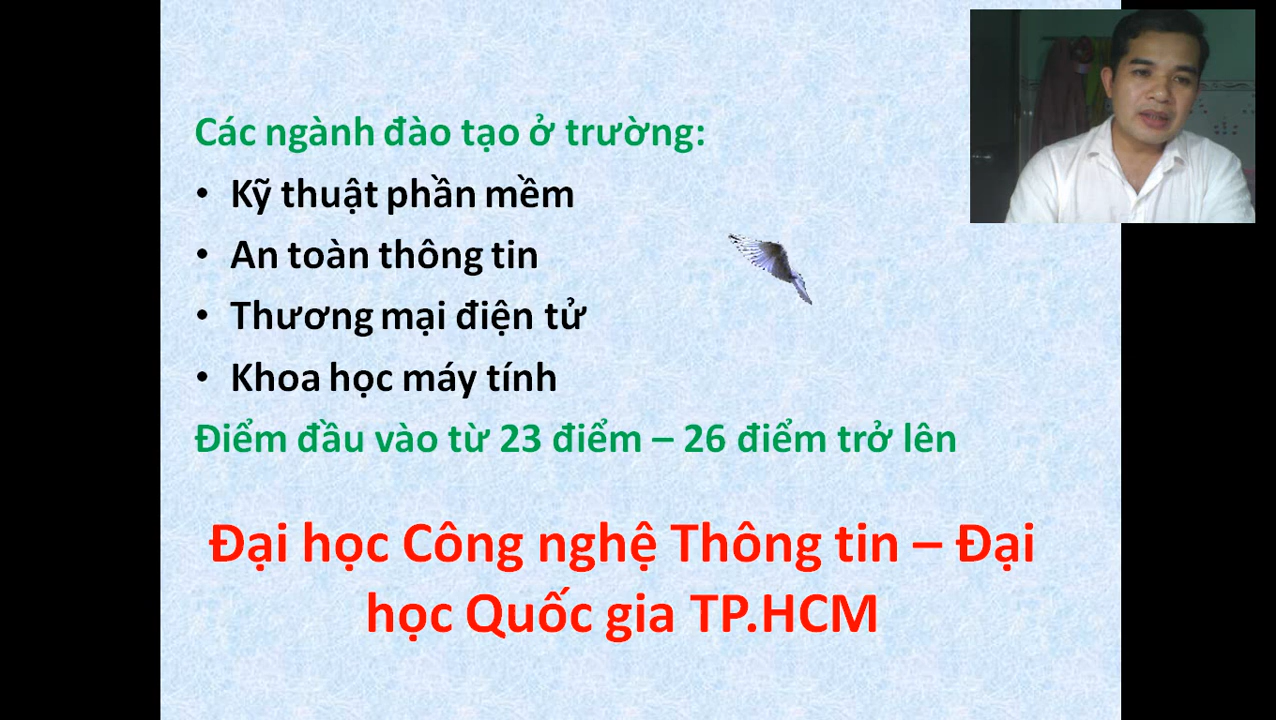 Các ngành đào tạo ở trường:
• Kỹ thuật phần mềm
• An toàn thông tin
• Thương mại điện tử
• Khoa học máy tính
Điểm đầu vào từ 23 điểm – 26 điểm trở lên
Đại học Công nghệ Thông tin – Đại
học Quốc gia TP.HCM